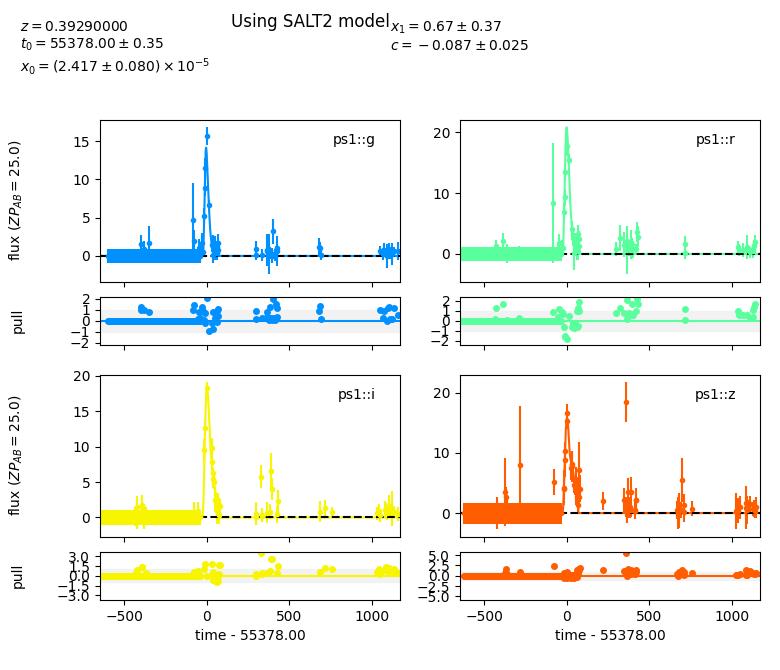 Using SALT2 model
z = 0.39290000
t₀ = 55378.00 ± 0.35
x₀ = (2.417 ± 0.080) × 10⁻⁵
x₁ = 0.67 ± 0.37
c = −0.087 ± 0.025
flux (ZP_AB = 25.0)
15
10
5
0
ps1::g
20
10
0
ps1::r
pull
2
1
0
−1
−2
2
1
0
−1
−2
flux (ZP_AB = 25.0)
20
15
10
5
0
ps1::i
20
10
0
ps1::z
pull
3.0
1.5
0.0
−1.5
−3.0
5.0
2.5
0.0
−2.5
−5.0
−500 0 500 1000
−500 0 500 1000
time - 55378.00
time - 55378.00